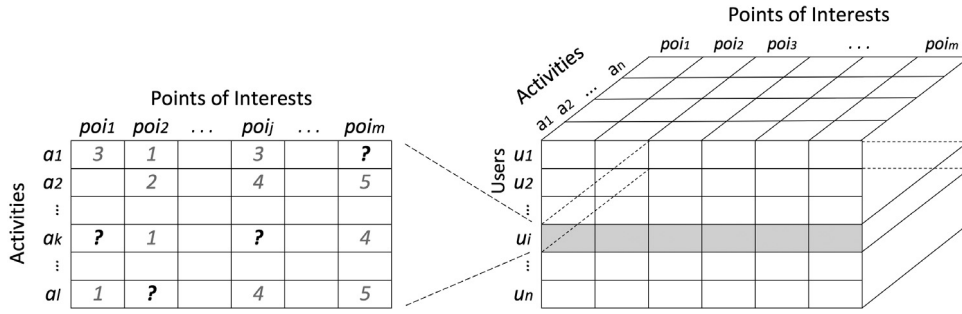 Points of Interests
poi1 poi2 ... poij ... poim
Activities
a1 3 1 3 ?
a2 2 4 5
⋮
ak ? 1 ? 4
⋮
al 1 ? 4 5
Points of Interests
poi1 poi2 poi3 ... poim
Activities
a1 a2 ... an
Users
u1
u2
⋮
ui
⋮
un